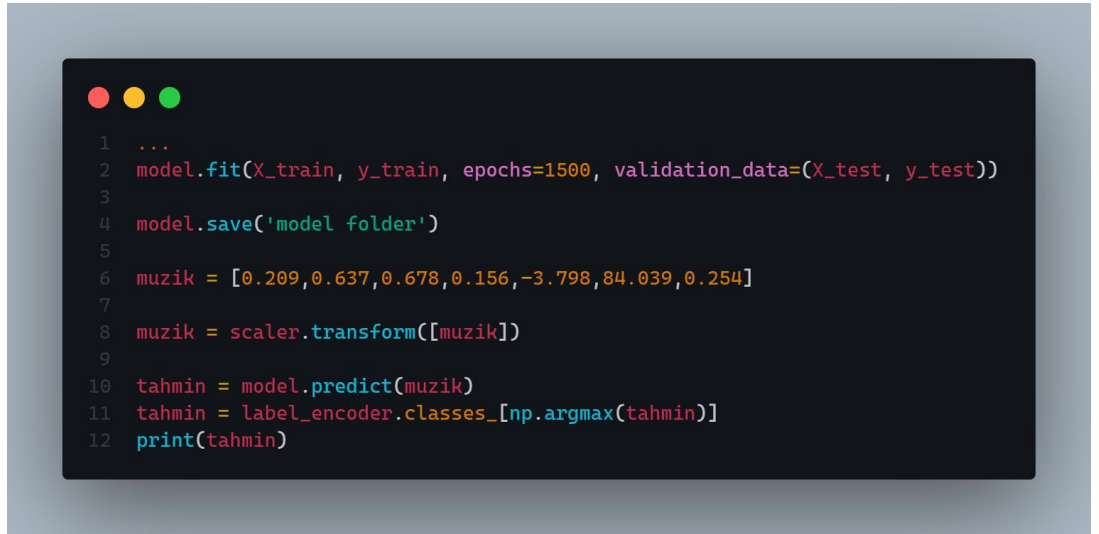 1 ...
2 model.fit(X_train, y_train, epochs=1500, validation_data=(X_test, y_test))
3
4 model.save('model folder')
5
6 muzik = [0.209,0.637,0.678,0.156,-3.798,84.039,0.254]
7
8 muzik = scaler.transform([muzik])
9
10 tahmin = model.predict(muzik)
11 tahmin = label_encoder.classes_[np.argmax(tahmin)]
12 print(tahmin)